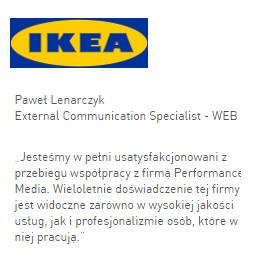 IKEA
Paweł Lenarczyk
External Communication Specialist - WEB
„Jesteśmy w pełni usatysfakcjonowani z
przebiegu współpracy z firmą Performance
Media. Wieloletnie doświadczenie tej firmy
jest widoczne zarówno w wysokiej jakości
usług, jak i profesjonalizmie osób, które w
niej pracują.”